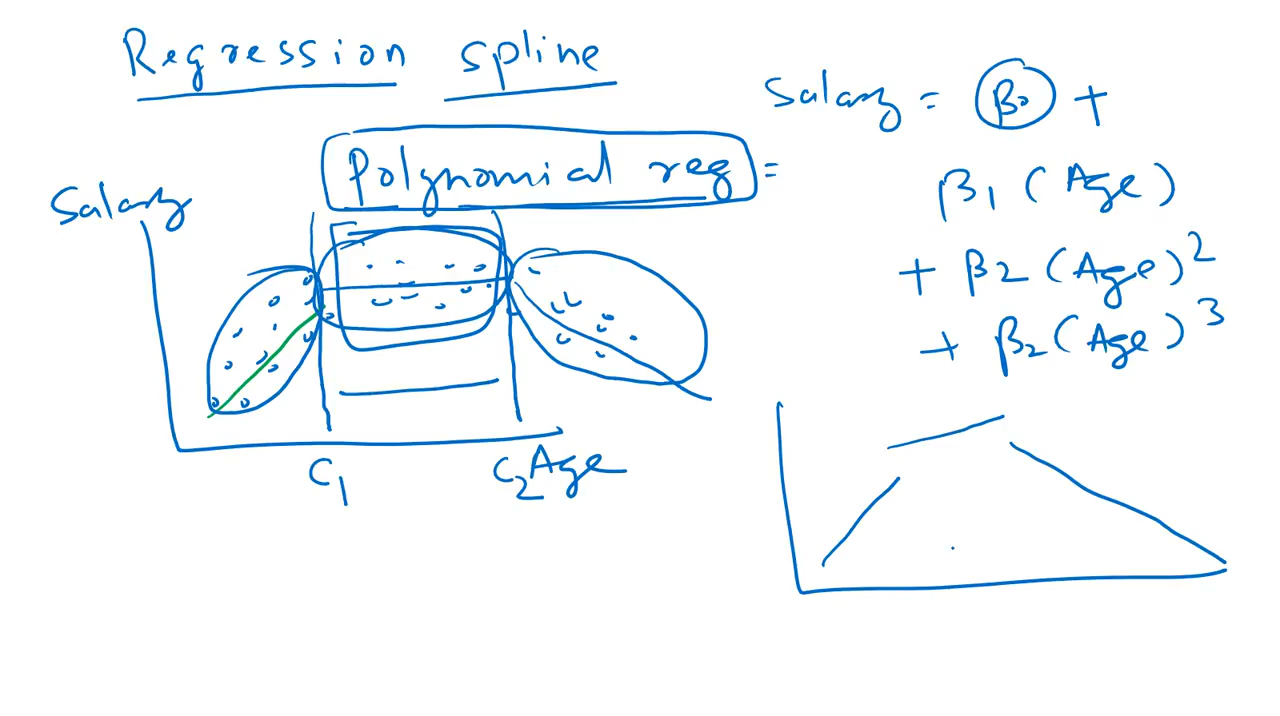 Regression spline
Salary = β0 +
Polynomial reg =
β1 (Age)
Salary
+ β2 (Age)2
+ β2 (Age)3
C1
C2 Age